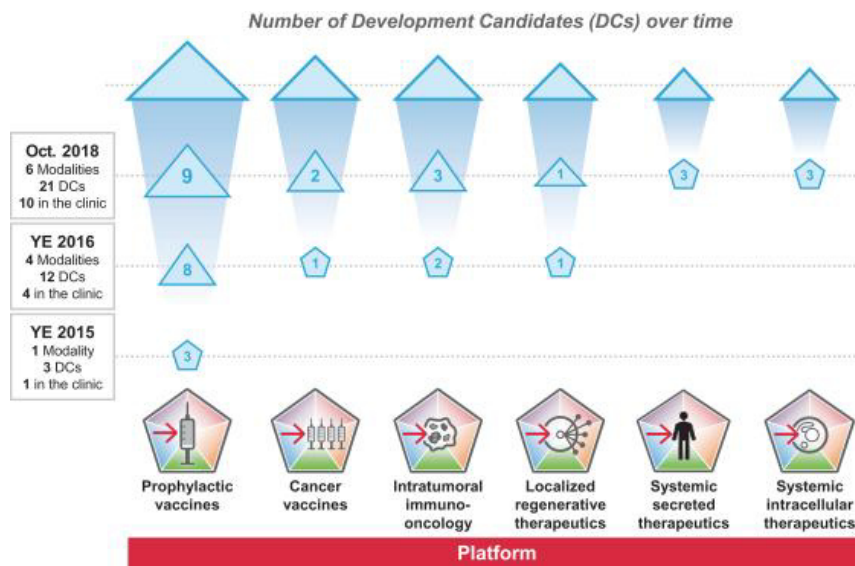 Number of Development Candidates (DCs) over time
Oct. 2018
6 Modalities
21 DCs
10 in the clinic
9
2
3
1
3
3
YE 2016
4 Modalities
12 DCs
4 in the clinic
8
1
2
1
YE 2015
1 Modality
3 DCs
1 in the clinic
3
Prophylactic
vaccines
Cancer
vaccines
Intratumoral
immuno-
oncology
Localized
regenerative
therapeutics
Systemic
secreted
therapeutics
Systemic
intracellular
therapeutics
Platform